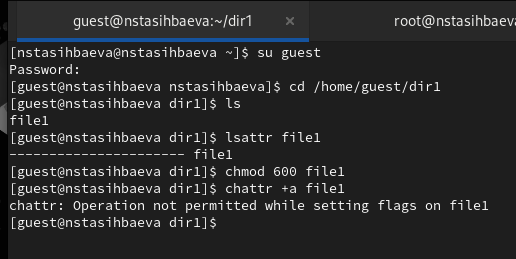 guest@nstasihbaeva:~/dir1
root@nstasihbaev
[nstasihbaeva@nstasihbaeva ~]$ su guest
Password:
[guest@nstasihbaeva nstasihbaeva]$ cd /home/guest/dir1
[guest@nstasihbaeva dir1]$ ls
file1
[guest@nstasihbaeva dir1]$ lsattr file1
---------------------- file1
[guest@nstasihbaeva dir1]$ chmod 600 file1
[guest@nstasihbaeva dir1]$ chattr +a file1
chattr: Operation not permitted while setting flags on file1
[guest@nstasihbaeva dir1]$